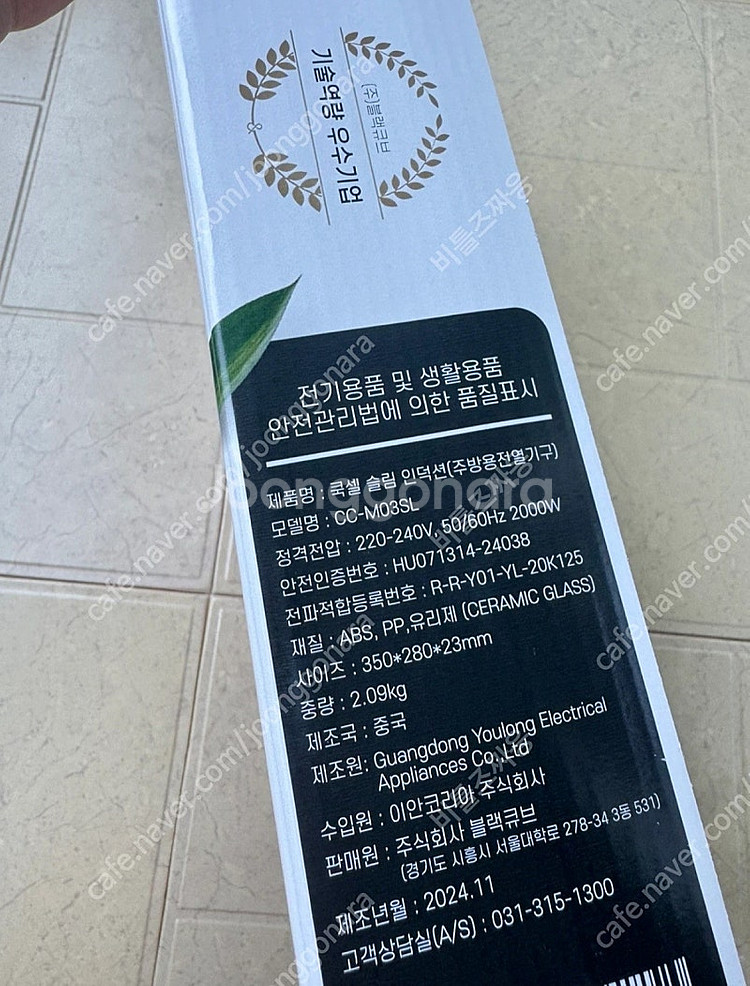 (주)블랙큐브
기술역량 우수기업
&
전기용품 및 생활용품
안전관리법에 의한 품질표시
제품명 : 쿡셀 슬림 인덕션(주방용전열기구)
모델명 : CC-M03SL
정격전압 : 220-240V, 50/60Hz 2000W
안전인증번호 : HU071314-24038
전파적합등록번호 : R-R-Y01-YL-20K125
재질 : ABS, PP,유리제 (CERAMIC GLASS)
사이즈 : 350*280*23mm
중량 : 2.09kg
제조국 : 중국
제조원: Guangdong Youlong Electrical
Appliances Co.,Ltd
수입원 : 이안코리아 주식회사
판매원 : 주식회사 블랙큐브
(경기도 시흥시 서울대학로 278-34 3동 531)
제조년월 : 2024.11
고객상담실(A/S) : 031-315-1300
joonggonara
cafe.naver.com/joonggonara
비틀즈짜웅